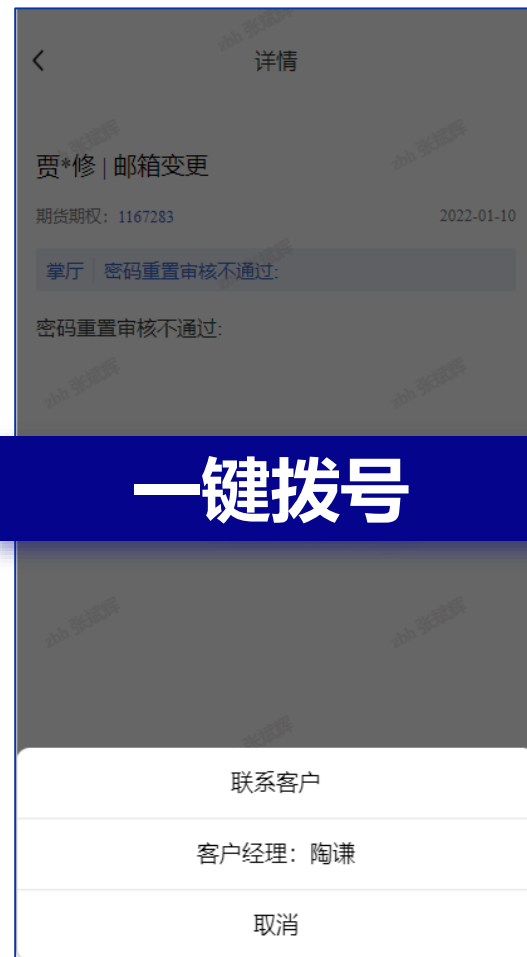 详情
贾*修 | 邮箱变更
期货期权：1167283 2022-01-10
掌厅 | 密码重置审核不通过:
密码重置审核不通过:
一键拨号
联系客户
客户经理：陶谦
取消